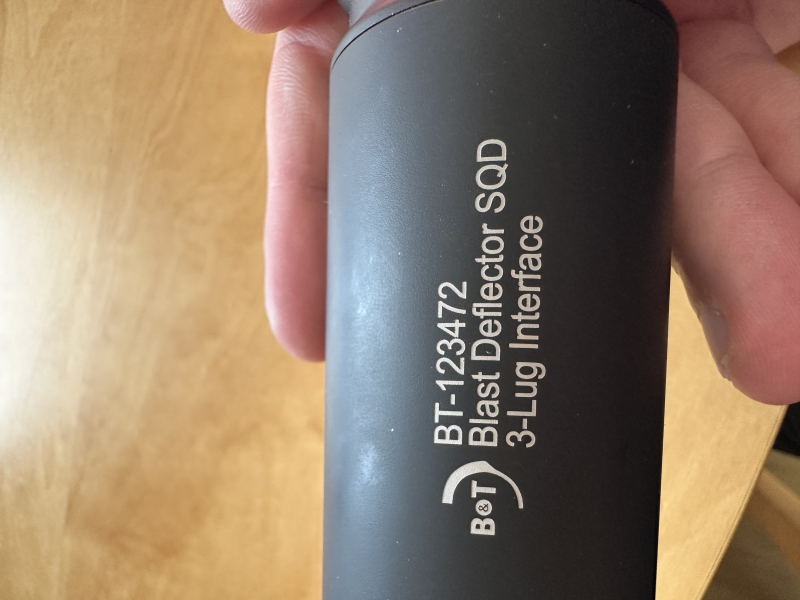 B&T
BT-123472
Blast Deflector SQD
3-Lug Interface